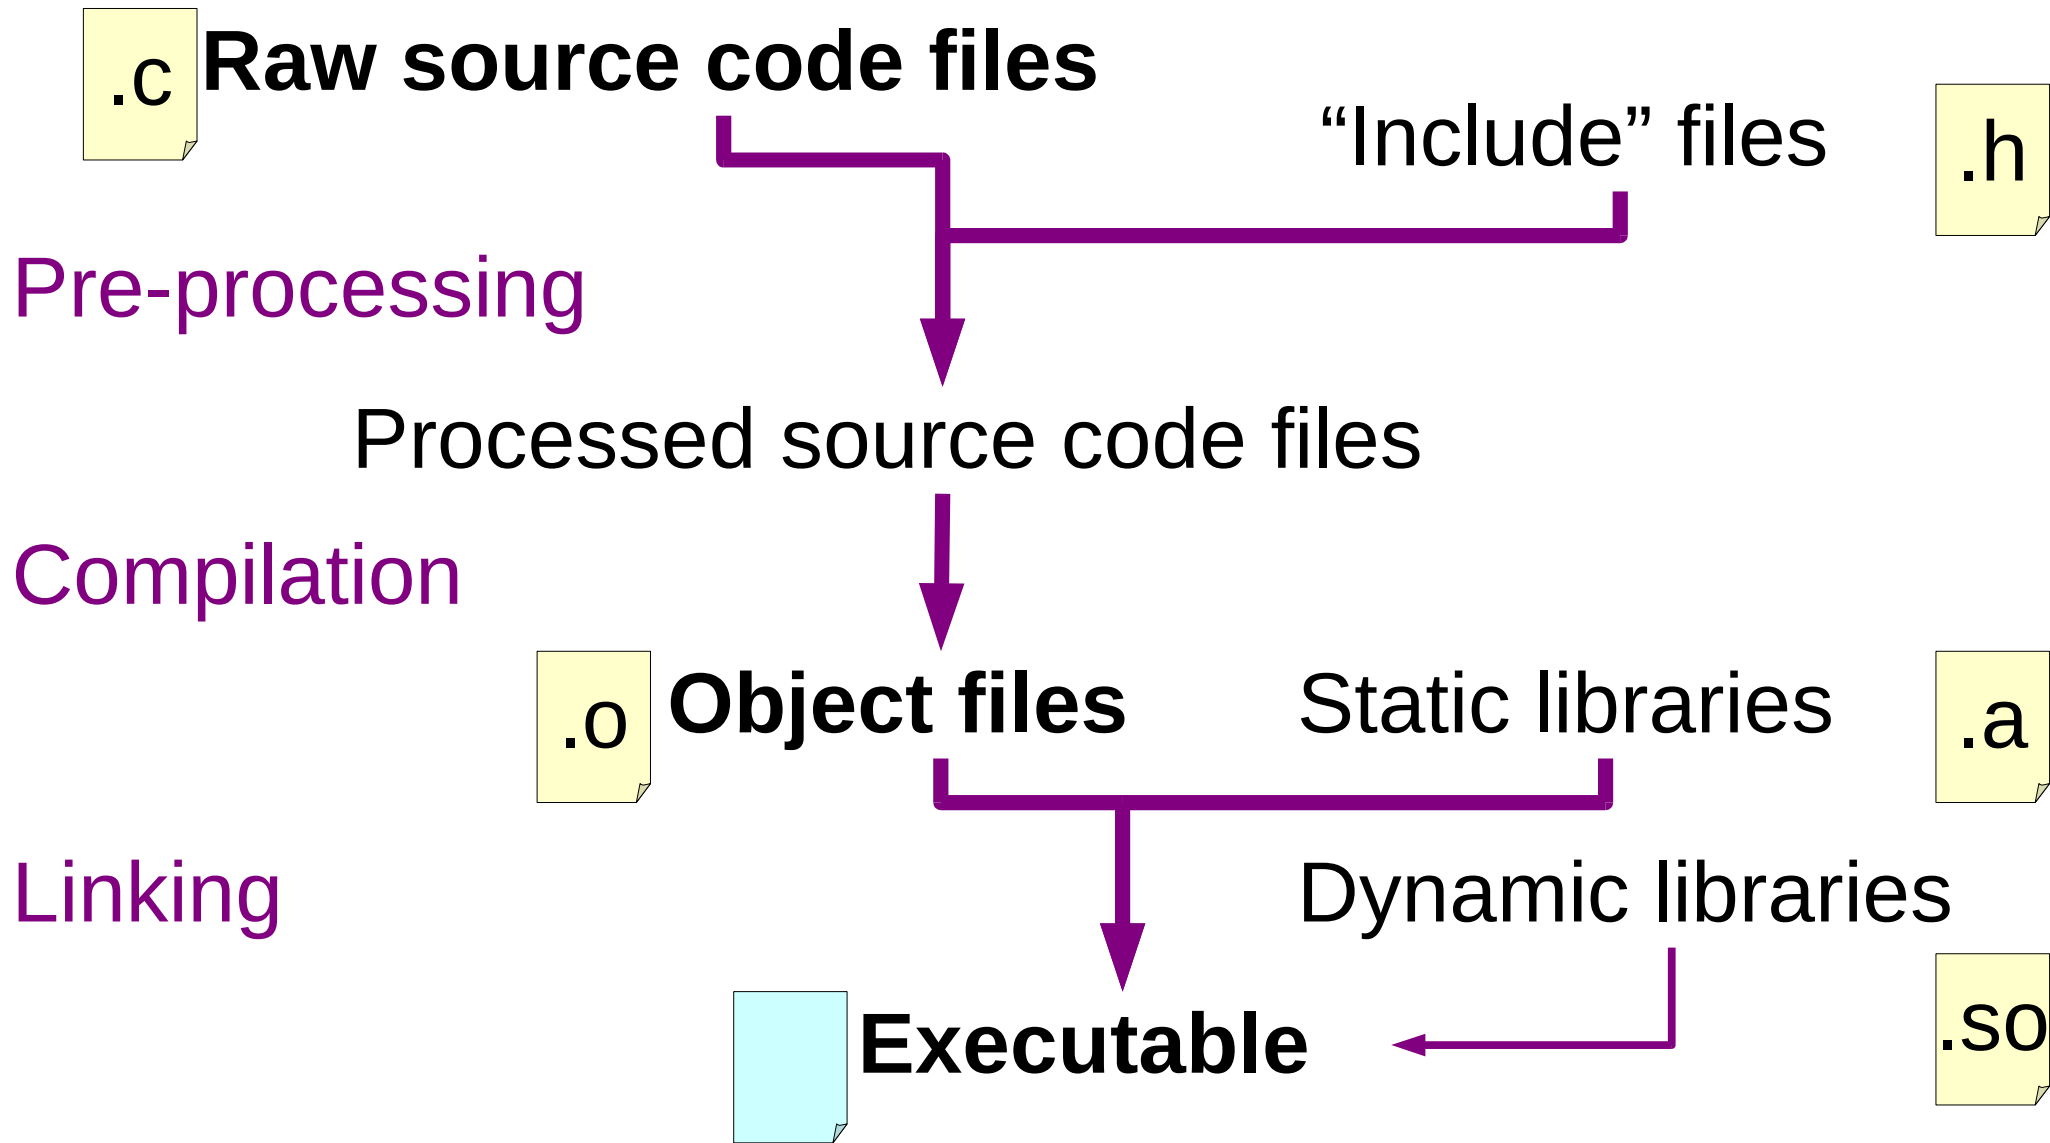 .c
Raw source code files
“Include” files
.h
Pre-processing
Processed source code files
Compilation
.o
Object files
Static libraries
.a
Linking
Dynamic libraries
.so
Executable